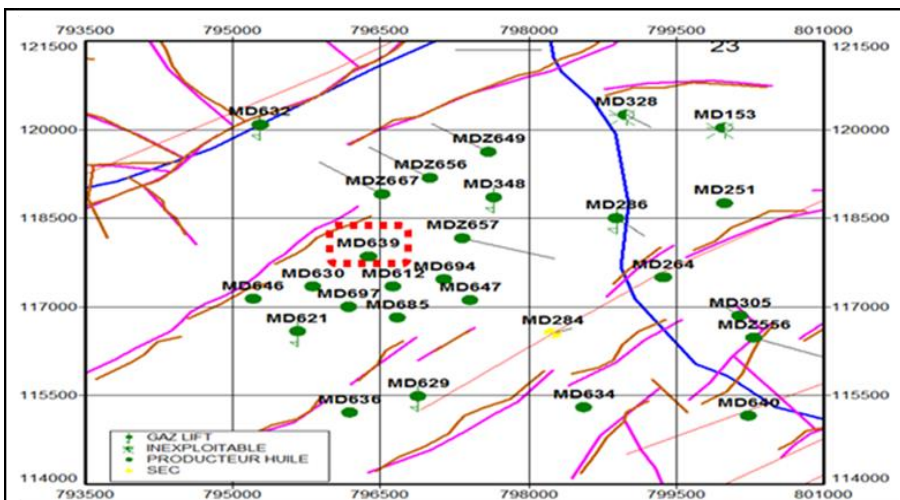 793500 795000 796500 798000 799500 801000
121500 23 121500
MD328
MD632 MD153
120000 120000
MDZ649
MDZ656
MDZ667 MD348 MD251
MD286
118500 118500
MDZ657
MD639
MD264
MD630 MD612 MD694
MD646 MD697 MD647
117000 117000
MD685 MD305
MD621 MD284
MDZ556
MD629
115500 115500
MD636 MD634 MD640
GAZ LIFT
INEXPLOITABLE
PRODUCTEUR HUILE
SEC
114000 114000
793500 795000 796500 798000 799500 801000